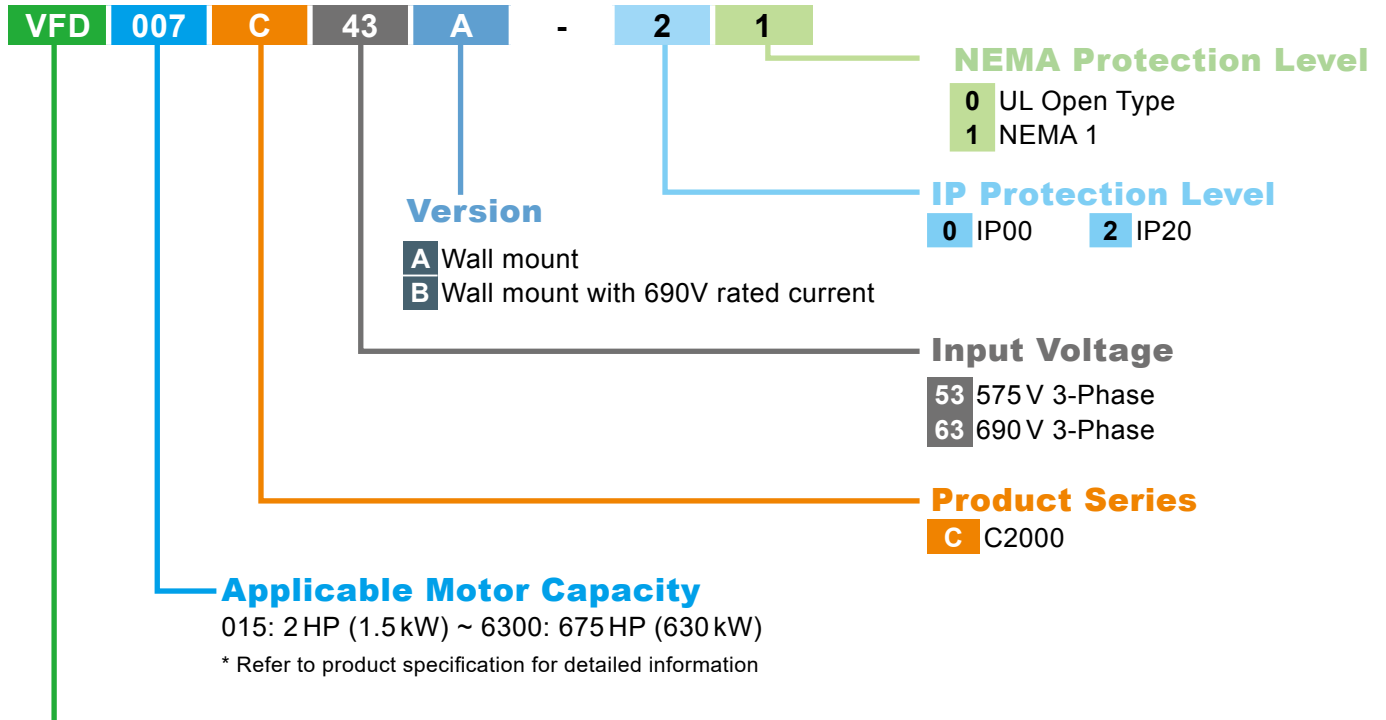 VFD 007 C 43 A - 2 1
NEMA Protection Level
0 UL Open Type
1 NEMA 1
IP Protection Level
0 IP00 2 IP20
Version
A Wall mount
B Wall mount with 690V rated current
Input Voltage
53 575 V 3-Phase
63 690 V 3-Phase
Product Series
C C2000
Applicable Motor Capacity
015: 2 HP (1.5 kW) ~ 6300: 675 HP (630 kW)
* Refer to product specification for detailed information